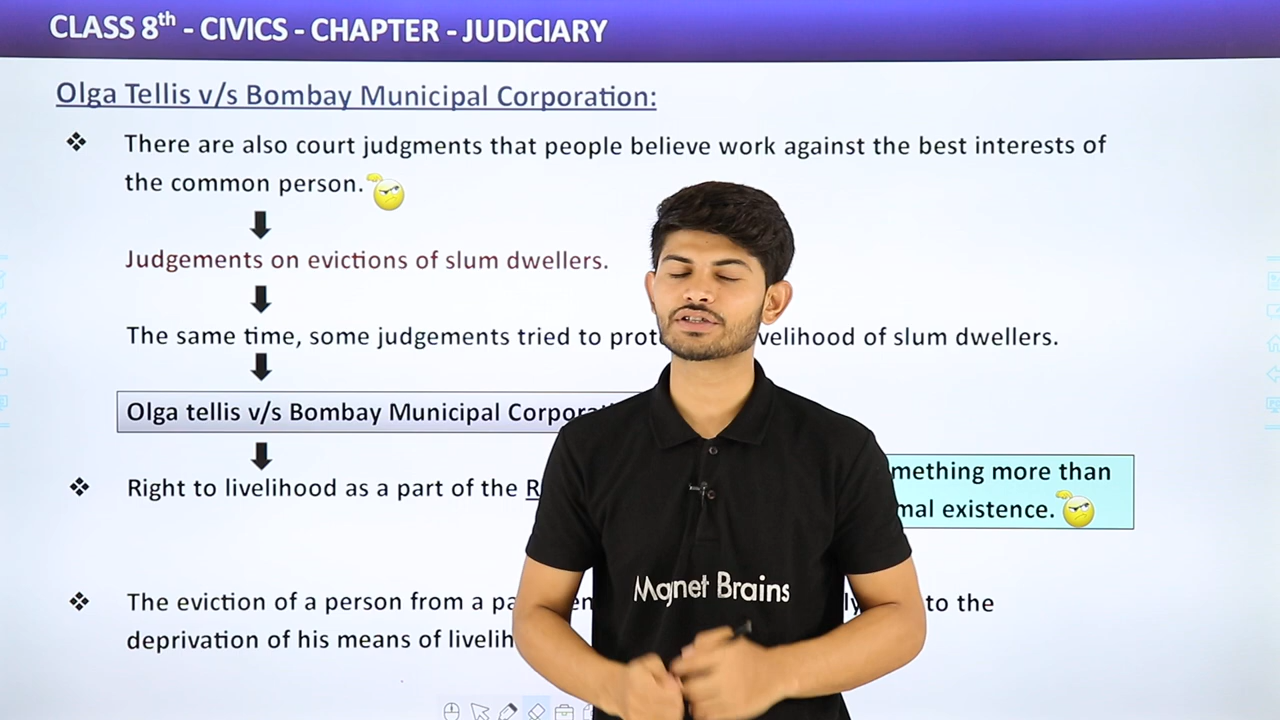 CLASS 8th - CIVICS - CHAPTER - JUDICIARY
Olga Tellis v/s Bombay Municipal Corporation:
There are also court judgments that people believe work against the best interests of
the common person.
Judgements on evictions of slum dwellers.
The same time, some judgements tried to prot velihood of slum dwellers.
Olga tellis v/s Bombay Municipal Corpora
Right to livelihood as a part of the R
mething more than
mal existence.
The eviction of a person from a pa en ly to the
deprivation of his means of livelih
Magnet Brains